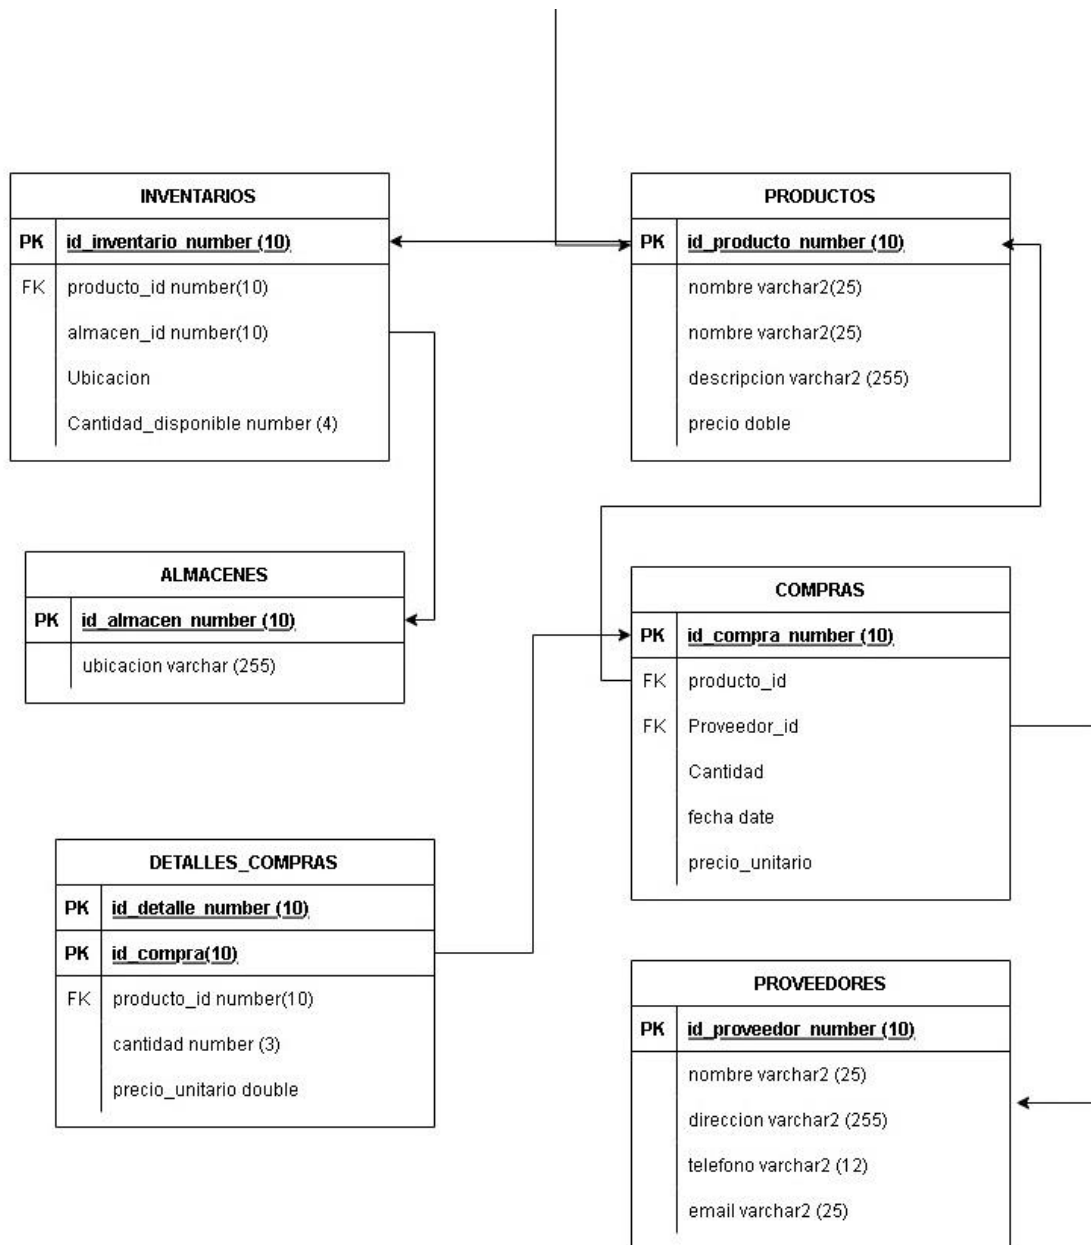 INVENTARIOS
PK id_inventario_number (10)
FK producto_id number(10)
almacen_id number(10)
Ubicacion
Cantidad_disponible number (4)
PRODUCTOS
PK id_producto_number (10)
nombre varchar2(25)
nombre varchar2(25)
descripcion varchar2 (255)
precio doble
ALMACENES
PK id_almacen_number (10)
ubicacion varchar (255)
COMPRAS
PK id_compra_number (10)
FK producto_id
FK Proveedor_id
Cantidad
fecha date
precio_unitario
DETALLES_COMPRAS
PK id_detalle_number (10)
PK id_compra(10)
FK producto_id number(10)
cantidad number (3)
precio_unitario double
PROVEEDORES
PK id_proveedor_number (10)
nombre varchar2 (25)
direccion varchar2 (255)
telefono varchar2 (12)
email varchar2 (25)